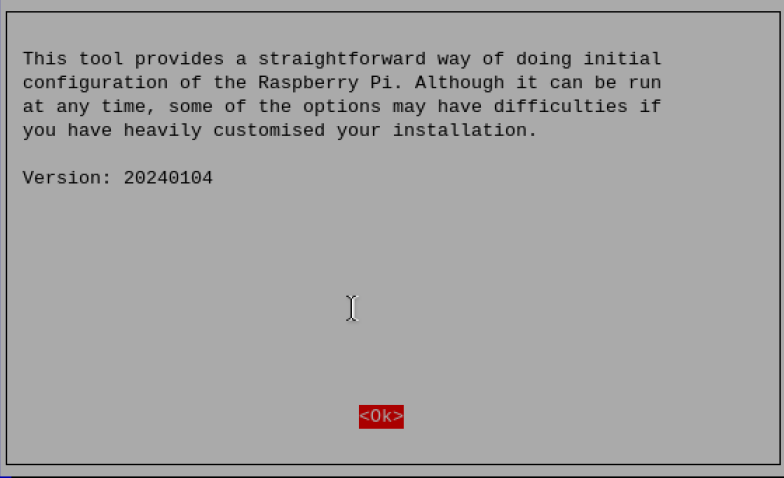 This tool provides a straightforward way of doing initial
configuration of the Raspberry Pi. Although it can be run
at any time, some of the options may have difficulties if
you have heavily customised your installation.
Version: 20240104
<Ok>